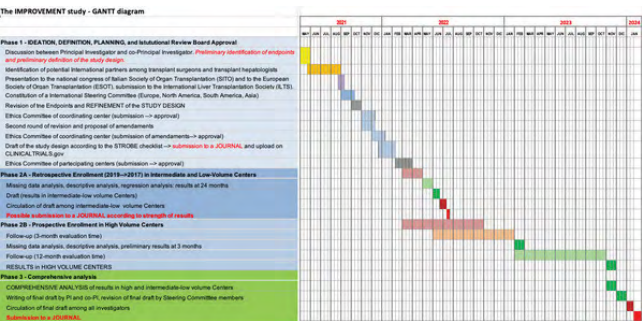 The IMPROVEMENT study - GANTT diagram
2021 2022 2023 2024
Phase 1 - IDEATION, DEFINITION, PLANNING, and Istututional Review Board Approval
Discussion between Principal Investigator and co-Principal Investigator. Preliminary identification of endpoints
and preliminary definition of the study design.
Identification of potential International partners among transplant surgeons and transplant hepatologists
Presentation to the national congress of Italian Society of Organ Transplantation (SITO) and to the European
Society of Organ Transplantation (ESOT), submission to the International Liver Transplantation Society (ILTS).
Constitution of a International Steering Committee (Europe, North America, South America, Asia)
Revision of the Endpoints and REFINEMENT of the STUDY DESIGN
Ethics Committee of coordinating center (submission --> approval)
Second round of revision and proposal of amendaments
Ethics Committee of coordinating center (submission of amendaments--> approval)
Draft of the study design according to the STROBE checklist --> submission to a JOURNAL and upload on
CLINICALTRIALS.gov
Ethics Committee of partecipating centers (submission --> approval)
Phase 2A - Retrospective Enrollment (2019-->2017) in Intermediate and Low-Volume Centers
Missing data analysis, descriptive analysis, regression analysis; results at 24 months
Draft (results in Intermediate-low volume Centers)
Circulation of draft among intermediate-low volume Centers
Possible submission to a JOURNAL according to strength of results
Phase 2B - Prospective Enrollment in High Volume Centers
Follow-up (3-month evaluation time)
Missing data analysis, descriptive analysis, preliminary results at 3 months
Follow-up (12-month evaluation time)
RESULTS in HIGH VOLUME CENTERS
Phase 3 - Comprehensive analysis
COMPREHENSIVE ANALYSIS of results in high and intermediate-low volume Centers
Writing of final draft by PI and co-PI, revision of final draft by Steering Committee members
Circulation of final draft among all investigators
Submission to a JOURNAL